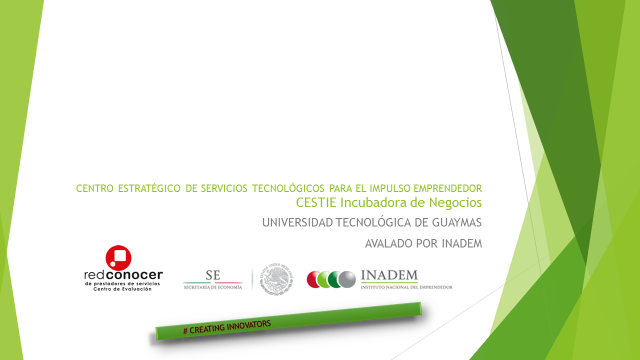 CENTRO ESTRATÉGICO DE SERVICIOS TECNOLÓGICOS PARA EL IMPULSO EMPRENDEDOR
CESTIE Incubadora de Negocios
UNIVERSIDAD TECNOLÓGICA DE GUAYMAS
AVALADO POR INADEM
redconocer
de prestadores de servicios
Centro de Evaluación
SE
SECRETARÍA DE ECONOMÍA
INADEM
INSTITUTO NACIONAL DEL EMPRENDEDOR
# CREATING INNOVATORS